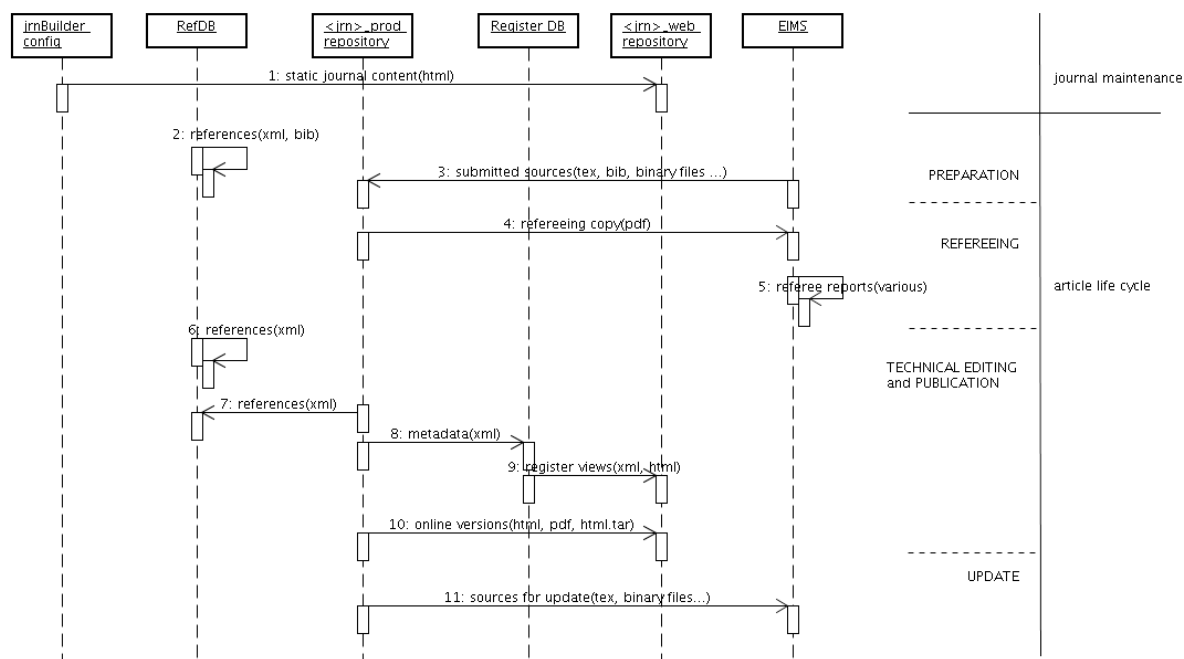 jrnBuilder
config
RefDB
<jrn>_prod
repository
Register DB
<jrn>_web
repository
EIMS
1: static journal content(html)
journal maintenance
2: references(xml, bib)
3: submitted sources(tex, bib, binary files ...)
PREPARATION
4: refereeing copy(pdf)
REFEREEING
5: referee reports(various)
article life cycle
6: references(xml)
TECHNICAL EDITING
and PUBLICATION
7: references(xml)
8: metadata(xml)
9: register views(xml, html)
10: online versions(html, pdf, html.tar)
UPDATE
11: sources for update(tex, binary files...)